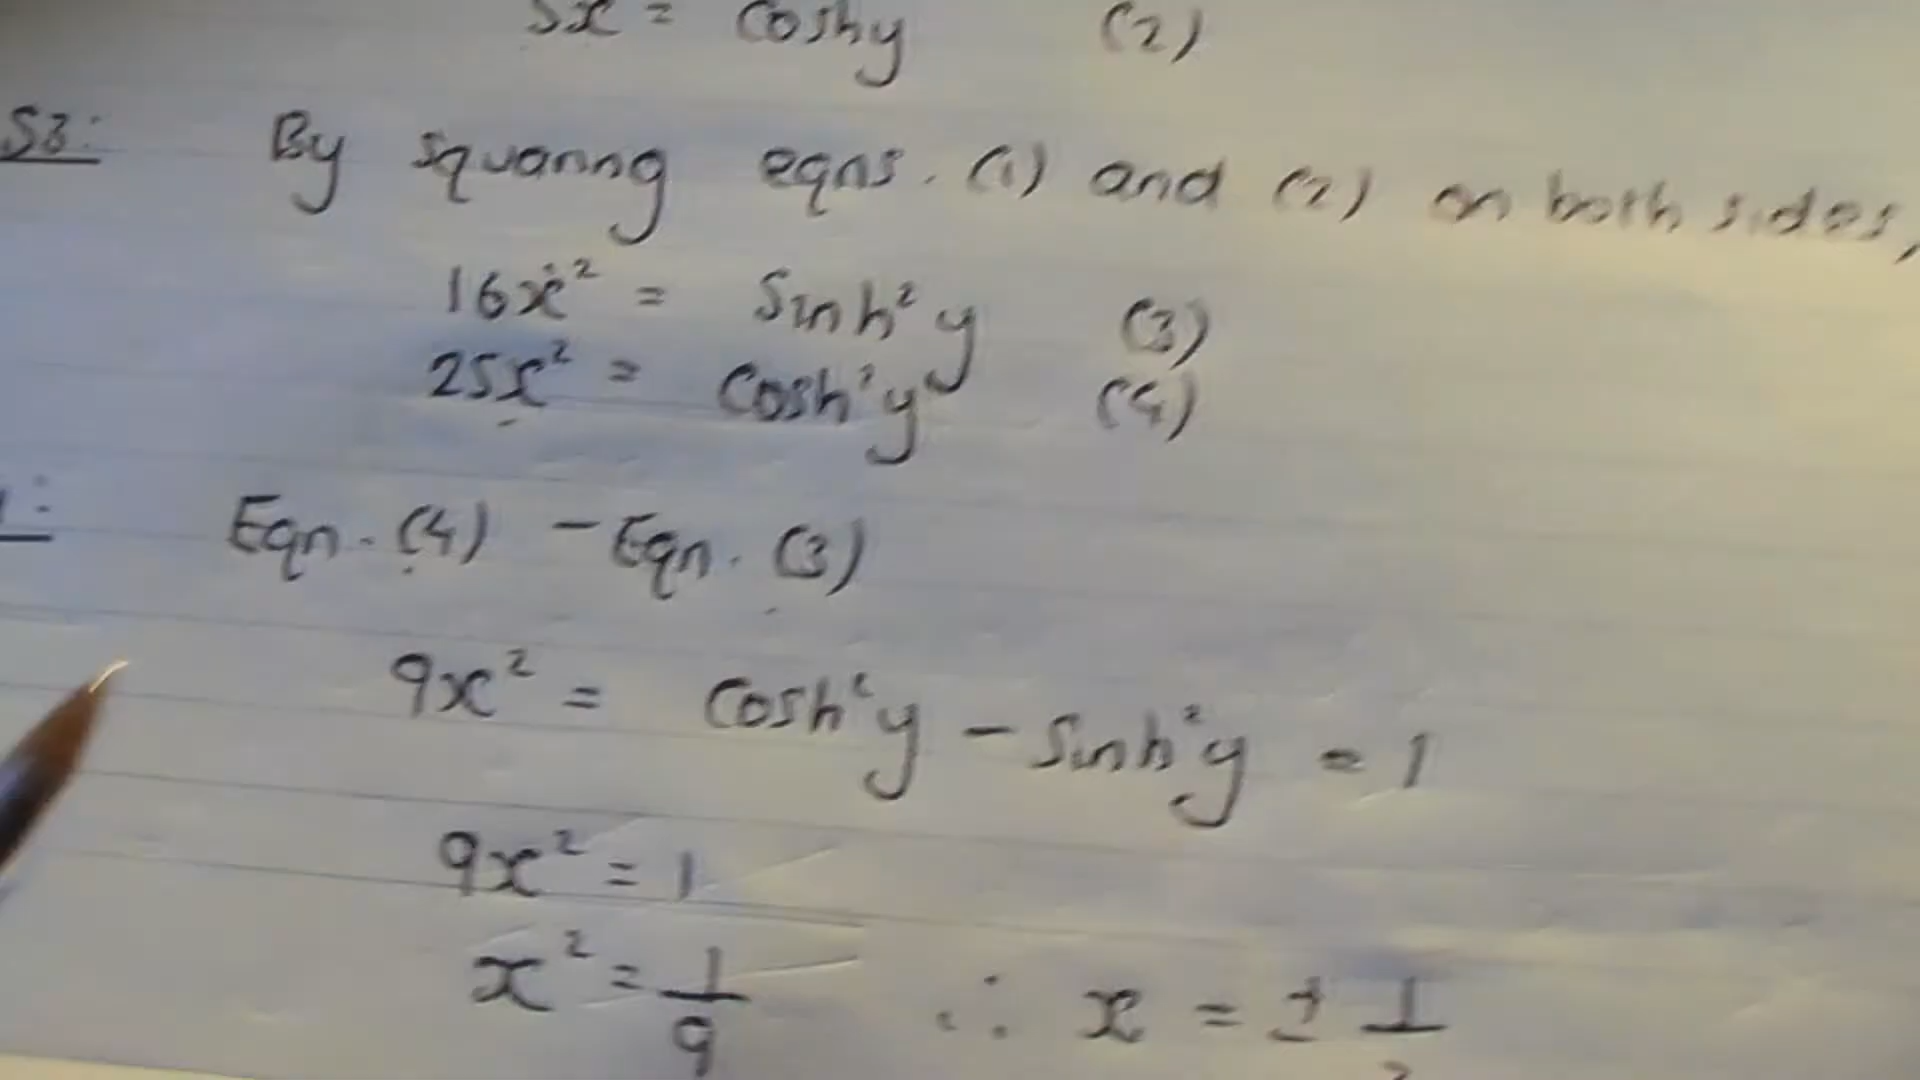 5x = Coshy (2)
S3: By squaring eqns. (1) and (2) on both sides,
16x² = Sinh²y (3)
25x² = Cosh²y (4)
Eqn. (4) - Eqn. (3)
9x² = Cosh²y - Sinh²y = 1
9x² = 1
x² = 1/9 ∴ x = ± 1